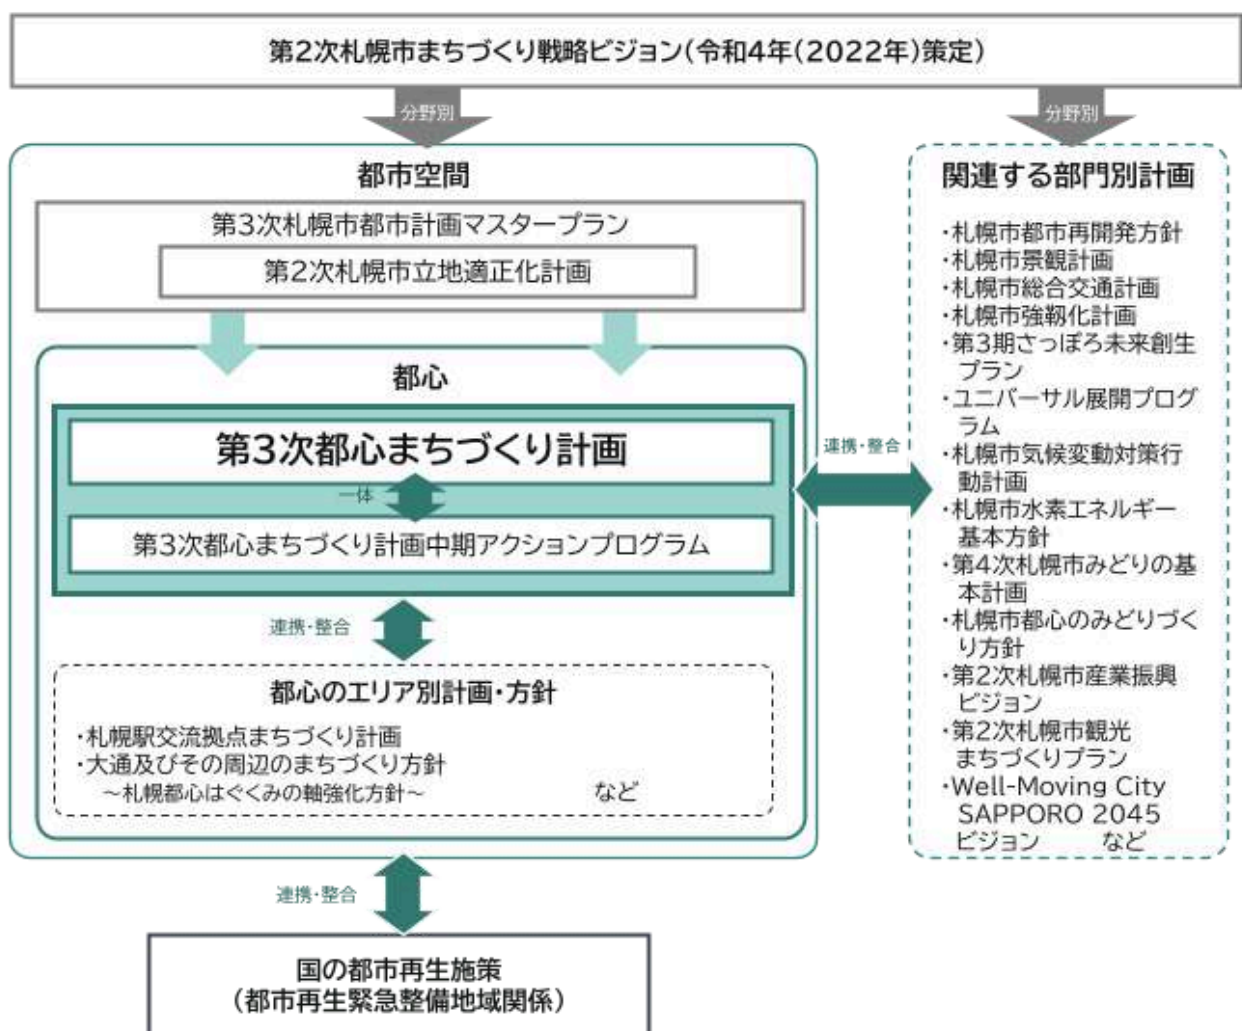 第2次札幌市まちづくり戦略ビジョン(令和4年(2022年)策定)
分野別
分野別
都市空間
第3次札幌市都市計画マスタープラン
第2次札幌市立地適正化計画
都心
第3次都心まちづくり計画
一体
第3次都心まちづくり計画中期アクションプログラム
連携・整合
都心のエリア別計画・方針
・札幌駅交流拠点まちづくり計画
・大通及びその周辺のまちづくり方針
～札幌都心はぐくみの軸強化方針～ など
連携・整合
関連する部門別計画
・札幌市都市再開発方針
・札幌市景観計画
・札幌市総合交通計画
・札幌市強靱化計画
・第3期さっぽろ未来創生
プラン
・ユニバーサル展開プログ
ラム
・札幌市気候変動対策行
動計画
・札幌市水素エネルギー
基本方針
・第4次札幌市みどりの基
本計画
・札幌市都心のみどりづく
り方針
・第2次札幌市産業振興
ビジョン
・第2次札幌市観光
まちづくりプラン
・Well-Moving City
SAPPORO 2045
ビジョン など
連携・整合
国の都市再生施策
(都市再生緊急整備地域関係)